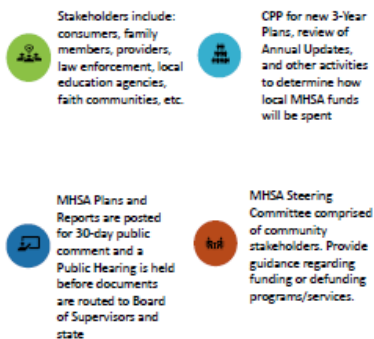 Stakeholders include:
consumers, family
members, providers,
law enforcement, local
education agencies,
faith communities, etc.
CPP for new 3-Year
Plans, review of
Annual Updates,
and other activities
to determine how
local MHSA funds
will be spent
MHSA Plans and
Reports are posted
for 30-day public
comment and a
Public Hearing is held
before documents
are routed to Board
of Supervisors and
state
MHSA Steering
Committee comprised
of community
stakeholders. Provide
guidance regarding
funding or defunding
programs/services.